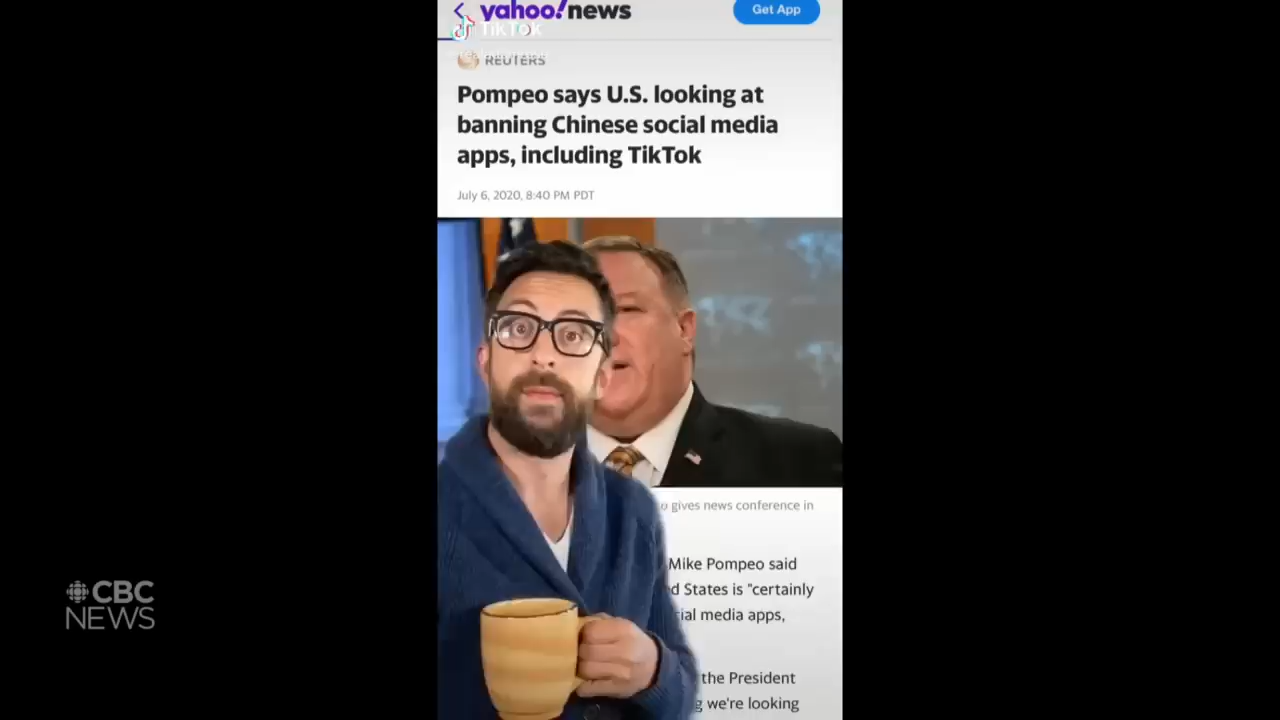 yahoo!news
Get App
TikTok
REUTERS
Pompeo says U.S. looking at
banning Chinese social media
apps, including TikTok
July 6, 2020, 8:40 PM PDT
gives news conference in
Mike Pompeo said
States is "certainly
media apps,
the President
we're looking
CBC
NEWS